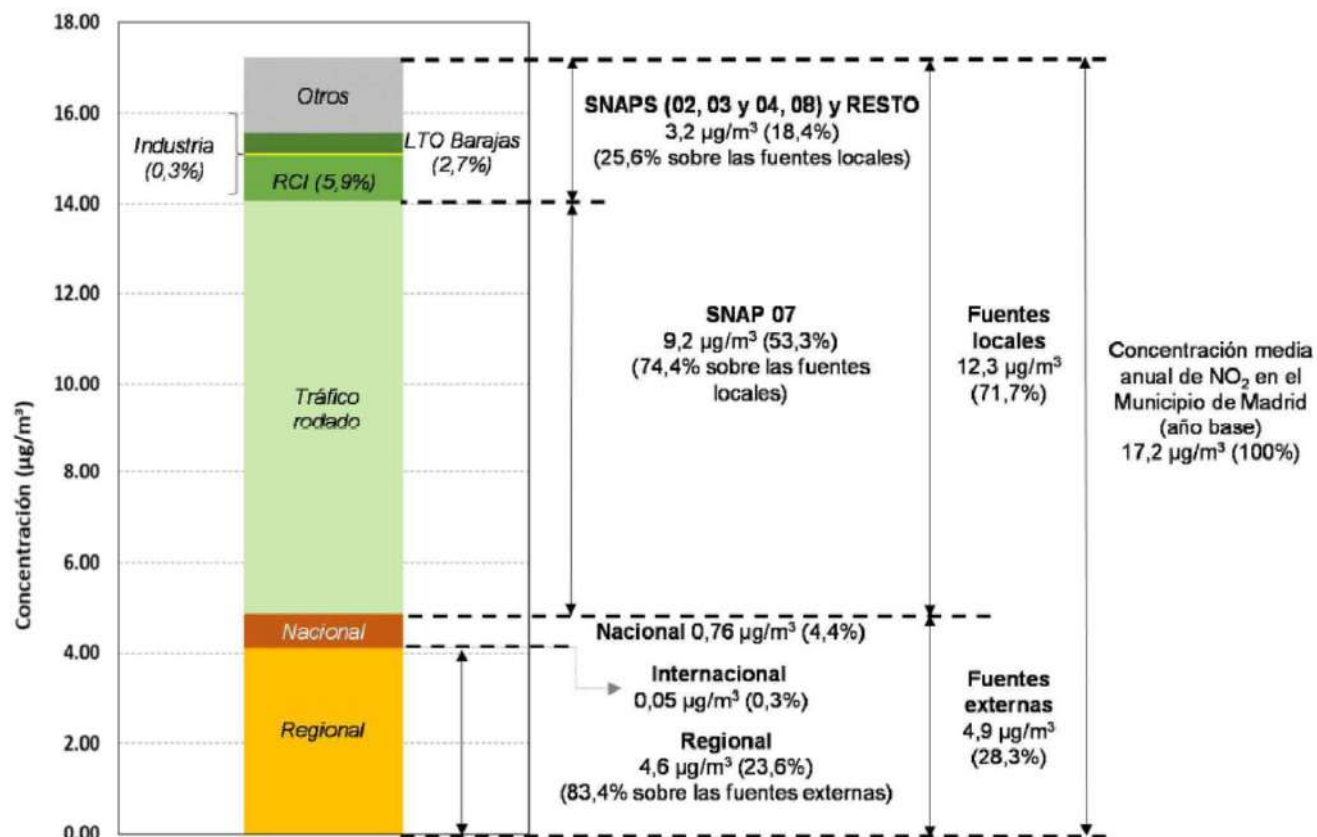 Concentración (µg/m³)
18.00
16.00
14.00
12.00
10.00
8.00
6.00
4.00
2.00
0.00
Otros
Industria
(0,3%)
LTO Barajas
(2,7%)
RCI (5,9%)
Tráfico
rodado
Nacional
Regional
SNAPS (02, 03 y 04, 08) y RESTO
3,2 µg/m³ (18,4%)
(25,6% sobre las fuentes locales)
SNAP 07
9,2 µg/m³ (53,3%)
(74,4% sobre las fuentes
locales)
Nacional 0,76 µg/m³ (4,4%)
Internacional
0,05 µg/m³ (0,3%)
Regional
4,6 µg/m³ (23,6%)
(83,4% sobre las fuentes externas)
Fuentes
locales
12,3 µg/m³
(71,7%)
Fuentes
externas
4,9 µg/m³
(28,3%)
Concentración media
anual de NO₂ en el
Municipio de Madrid
(año base)
17,2 µg/m³ (100%)